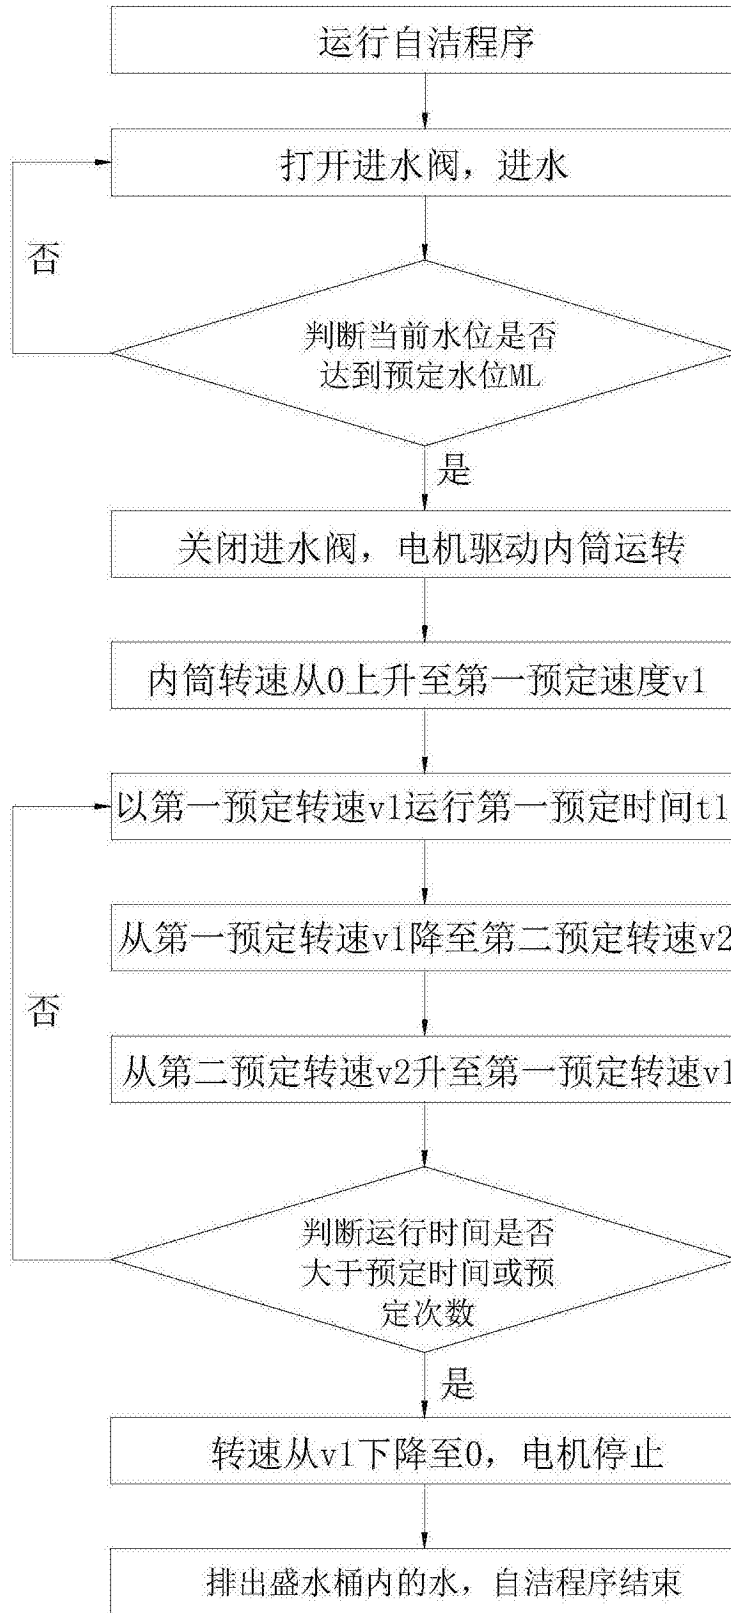 运行自洁程序
打开进水阀，进水
否
判断当前水位是否
达到预定水位ML
是
关闭进水阀，电机驱动内筒运转
内筒转速从0上升至第一预定速度v1
以第一预定转速v1运行第一预定时间t1
从第一预定转速v1降至第二预定转速v2
否
从第二预定转速v2升至第一预定转速v1
判断运行时间是否
大于预定时间或预
定次数
是
转速从v1下降至0，电机停止
排出盛水桶内的水，自洁程序结束